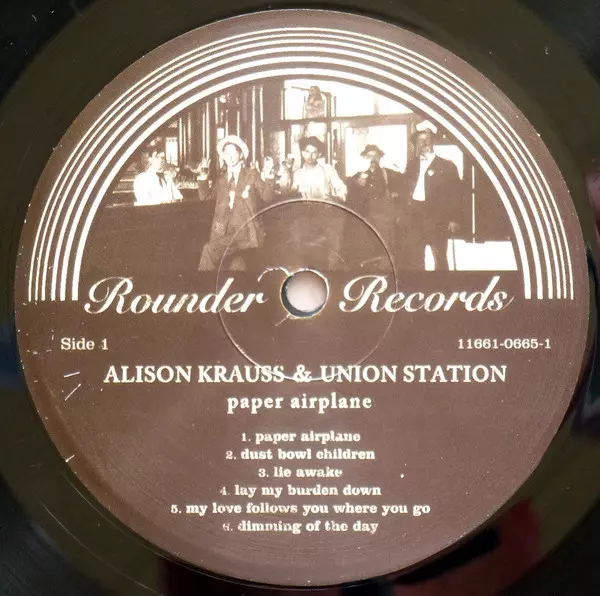 Rounder Records
Side 1
11661-0665-1
ALISON KRAUSS & UNION STATION
paper airplane
1. paper airplane
2. dust bowl children
3. lie awake
4. lay my burden down
5. my love follows you where you go
6. dimming of the day